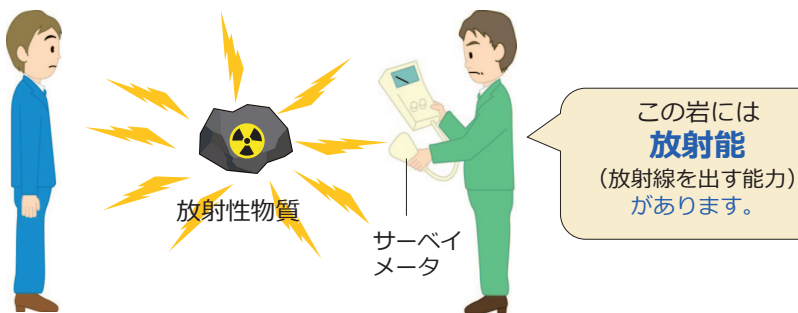 放射性物質
サーベイ
メータ
この岩には
放射能
（放射線を出す能力）
があります。